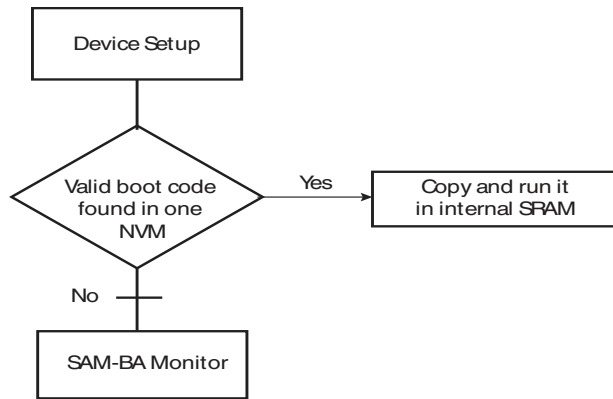 Device Setup
Valid boot code
found in one
NVM
Yes
Copy and run it
in internal SRAM
No
SAM-BA Monitor